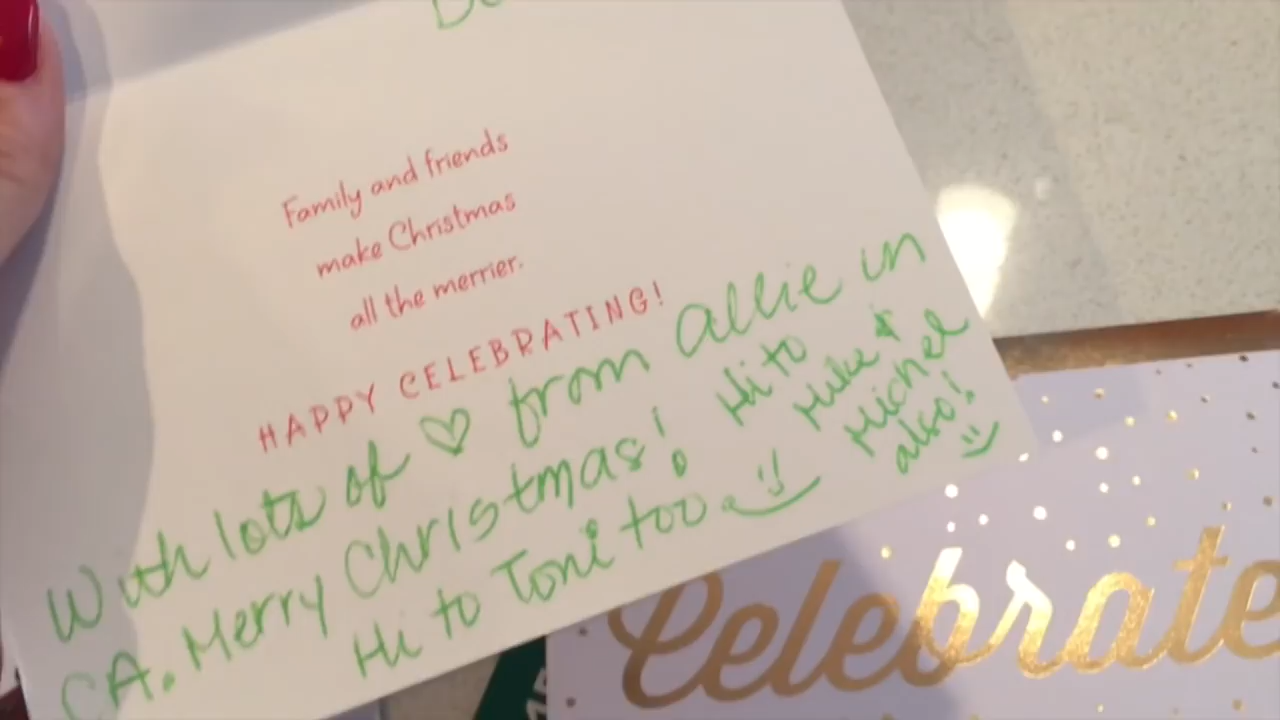 Family and friends
make Christmas
all the merrier.
HAPPY CELEBRATING!
With lots of ♡ from Allie in
CA. Merry Christmas!
Hi to Toni too
Hi to
Mike &
Michel
also!
Celebrate